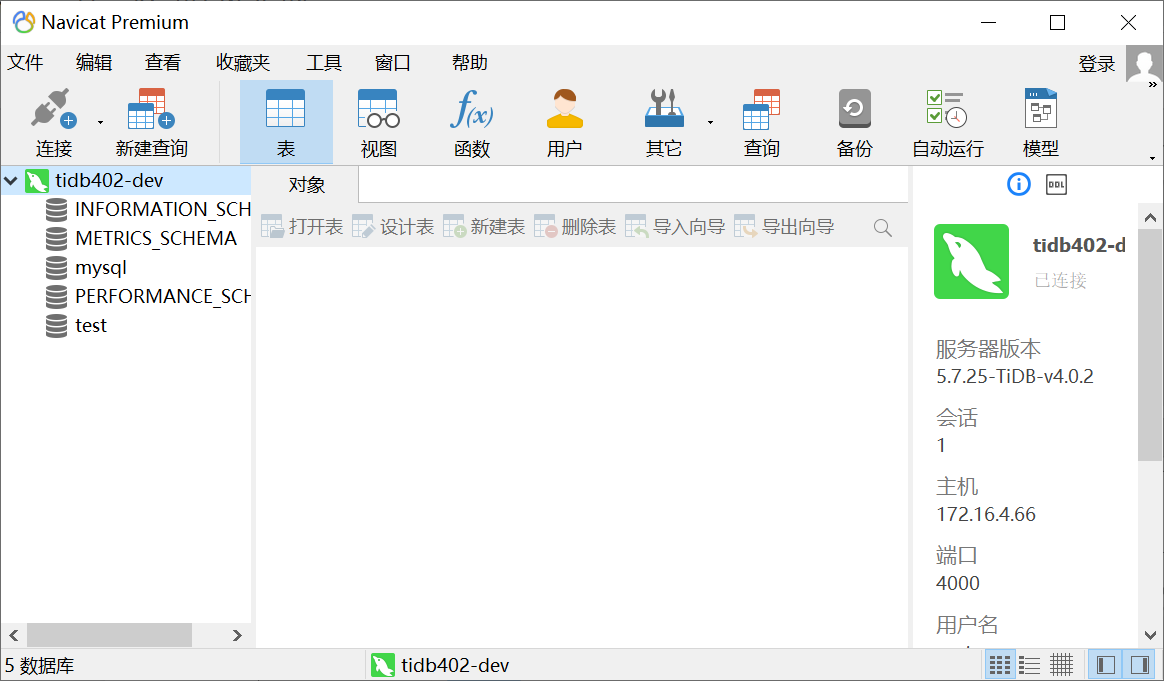 Navicat Premium
文件 编辑 查看 收藏夹 工具 窗口 帮助 登录
连接 新建查询 表 视图 函数 用户 其它 查询 备份 自动运行 模型
f(x)
tidb402-dev
INFORMATION_SCH
METRICS_SCHEMA
mysql
PERFORMANCE_SCH
test
对象
打开表 设计表 新建表 删除表 导入向导 导出向导
DDL
tidb402-d
已连接
服务器版本
5.7.25-TiDB-v4.0.2
会话
1
主机
172.16.4.66
端口
4000
用户名
5 数据库
tidb402-dev